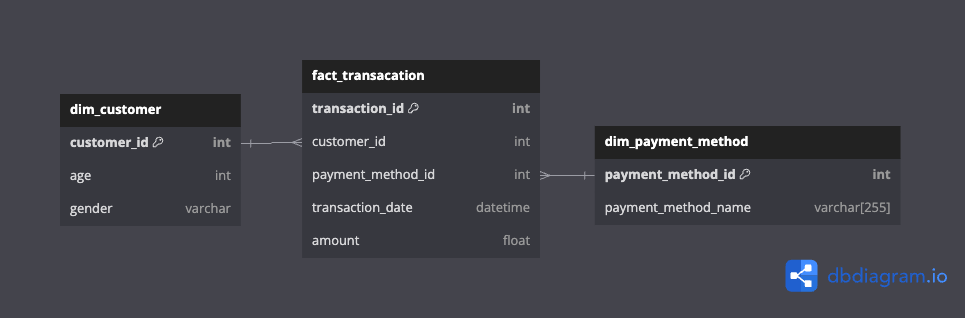 dim_customer
customer_id int
age int
gender varchar
fact_transacation
transaction_id int
customer_id int
payment_method_id int
transaction_date datetime
amount float
dim_payment_method
payment_method_id int
payment_method_name varchar[255]
dbdiagram.io